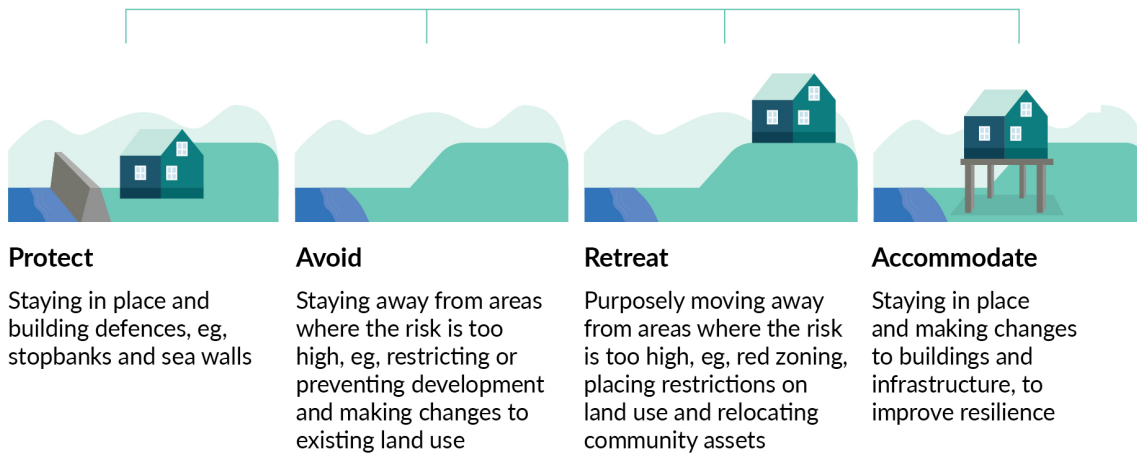 Protect
Staying in place and
building defences, eg,
stopbanks and sea walls
Avoid
Staying away from areas
where the risk is too
high, eg, restricting or
preventing development
and making changes to
existing land use
Retreat
Purposely moving away
from areas where the risk
is too high, eg, red zoning,
placing restrictions on
land use and relocating
community assets
Accommodate
Staying in place
and making changes
to buildings and
infrastructure, to
improve resilience